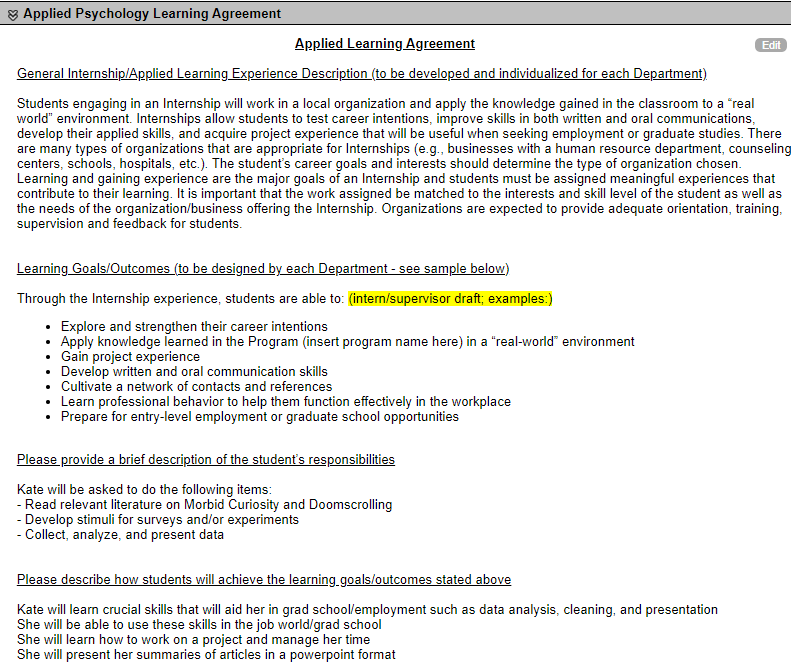 Applied Psychology Learning Agreement
Applied Learning Agreement
Edit
General Internship/Applied Learning Experience Description (to be developed and individualized for each Department)
Students engaging in an Internship will work in a local organization and apply the knowledge gained in the classroom to a “real
world” environment. Internships allow students to test career intentions, improve skills in both written and oral communications,
develop their applied skills, and acquire project experience that will be useful when seeking employment or graduate studies. There
are many types of organizations that are appropriate for Internships (e.g., businesses with a human resource department, counseling
centers, schools, hospitals, etc.). The student’s career goals and interests should determine the type of organization chosen.
Learning and gaining experience are the major goals of an Internship and students must be assigned meaningful experiences that
contribute to their learning. It is important that the work assigned be matched to the interests and skill level of the student as well as
the needs of the organization/business offering the Internship. Organizations are expected to provide adequate orientation, training,
supervision and feedback for students.
Learning Goals/Outcomes (to be designed by each Department - see sample below)
Through the Internship experience, students are able to: (intern/supervisor draft; examples:)
• Explore and strengthen their career intentions
• Apply knowledge learned in the Program (insert program name here) in a “real-world” environment
• Gain project experience
• Develop written and oral communication skills
• Cultivate a network of contacts and references
• Learn professional behavior to help them function effectively in the workplace
• Prepare for entry-level employment or graduate school opportunities
Please provide a brief description of the student’s responsibilities
Kate will be asked to do the following items:
- Read relevant literature on Morbid Curiosity and Doomscrolling
- Develop stimuli for surveys and/or experiments
- Collect, analyze, and present data
Please describe how students will achieve the learning goals/outcomes stated above
Kate will learn crucial skills that will aid her in grad school/employment such as data analysis, cleaning, and presentation
She will be able to use these skills in the job world/grad school
She will learn how to work on a project and manage her time
She will present her summaries of articles in a powerpoint format